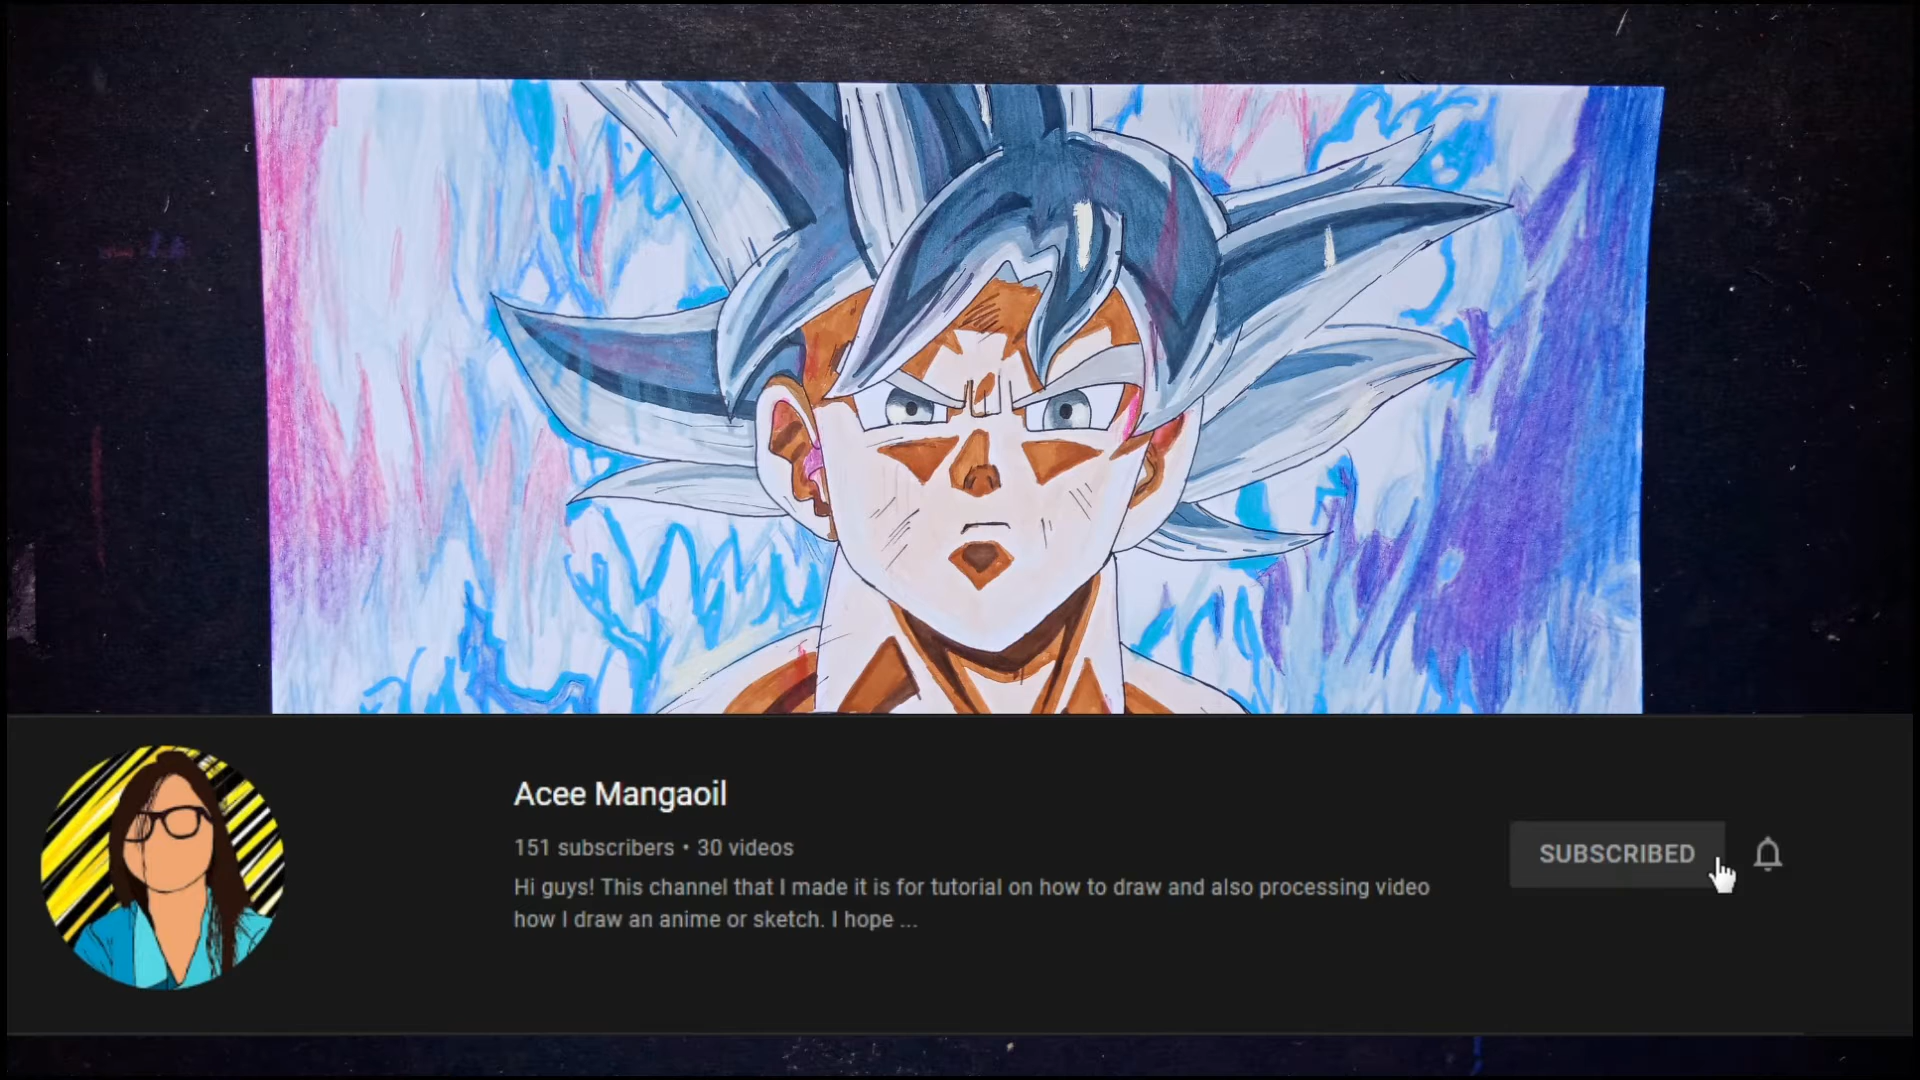 Acee Mangaoil
151 subscribers • 30 videos
Hi guys! This channel that I made it is for tutorial on how to draw and also processing video
how I draw an anime or sketch. I hope ...
SUBSCRIBED